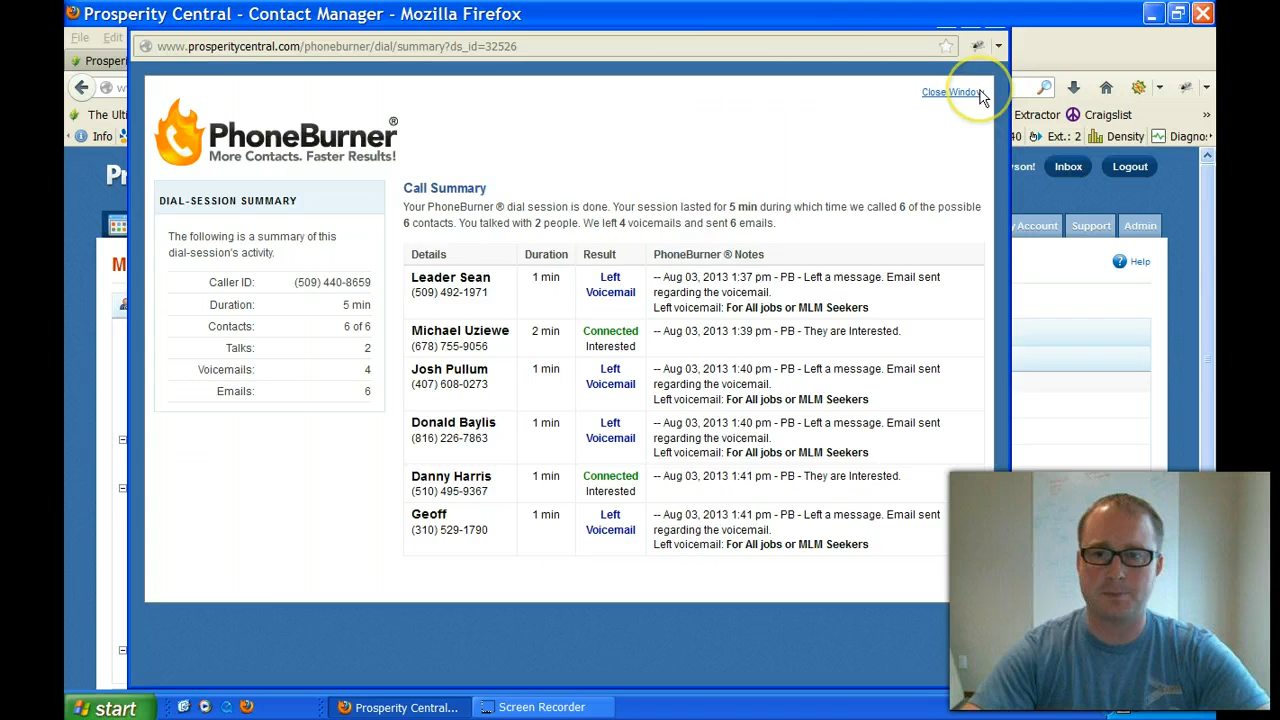 Prosperity Central - Contact Manager - Mozilla Firefox
File Edit
www.prosperitycentral.com/phoneburner/dial/summary?ds_id=32526
Prosperi
Close Window
The Ulti
Extractor
Craigslist
»
Info
40
Ext.: 2
Density
Diagno:
PhoneBurner®
More Contacts. Faster Results!
Pr
son!
Inbox
Logout
y Account
Support
Admin
M
Help
DIAL-SESSION SUMMARY
The following is a summary of this
dial-session's activity.
Caller ID: (509) 440-8659
Duration: 5 min
Contacts: 6 of 6
Talks: 2
Voicemails: 4
Emails: 6
Call Summary
Your PhoneBurner ® dial session is done. Your session lasted for 5 min during which time we called 6 of the possible
6 contacts. You talked with 2 people. We left 4 voicemails and sent 6 emails.
Details Duration Result PhoneBurner ® Notes
Leader Sean 1 min Left -- Aug 03, 2013 1:37 pm - PB - Left a message. Email sent
(509) 492-1971 Voicemail regarding the voicemail.
Left voicemail: For All jobs or MLM Seekers
Michael Uziewe 2 min Connected -- Aug 03, 2013 1:39 pm - PB - They are Interested.
(678) 755-9056 Interested
Josh Pullum 1 min Left -- Aug 03, 2013 1:40 pm - PB - Left a message. Email sent
(407) 608-0273 Voicemail regarding the voicemail.
Left voicemail: For All jobs or MLM Seekers
Donald Baylis 1 min Left -- Aug 03, 2013 1:40 pm - PB - Left a message. Email sent
(816) 226-7863 Voicemail regarding the voicemail.
Left voicemail: For All jobs or MLM Seekers
Danny Harris 1 min Connected -- Aug 03, 2013 1:41 pm - PB - They are Interested.
(510) 495-9367 Interested
Geoff 1 min Left -- Aug 03, 2013 1:41 pm - PB - Left a message. Email sent
(310) 529-1790 Voicemail regarding the voicemail.
Left voicemail: For All jobs or MLM Seekers
start
Prosperity Central...
Screen Recorder